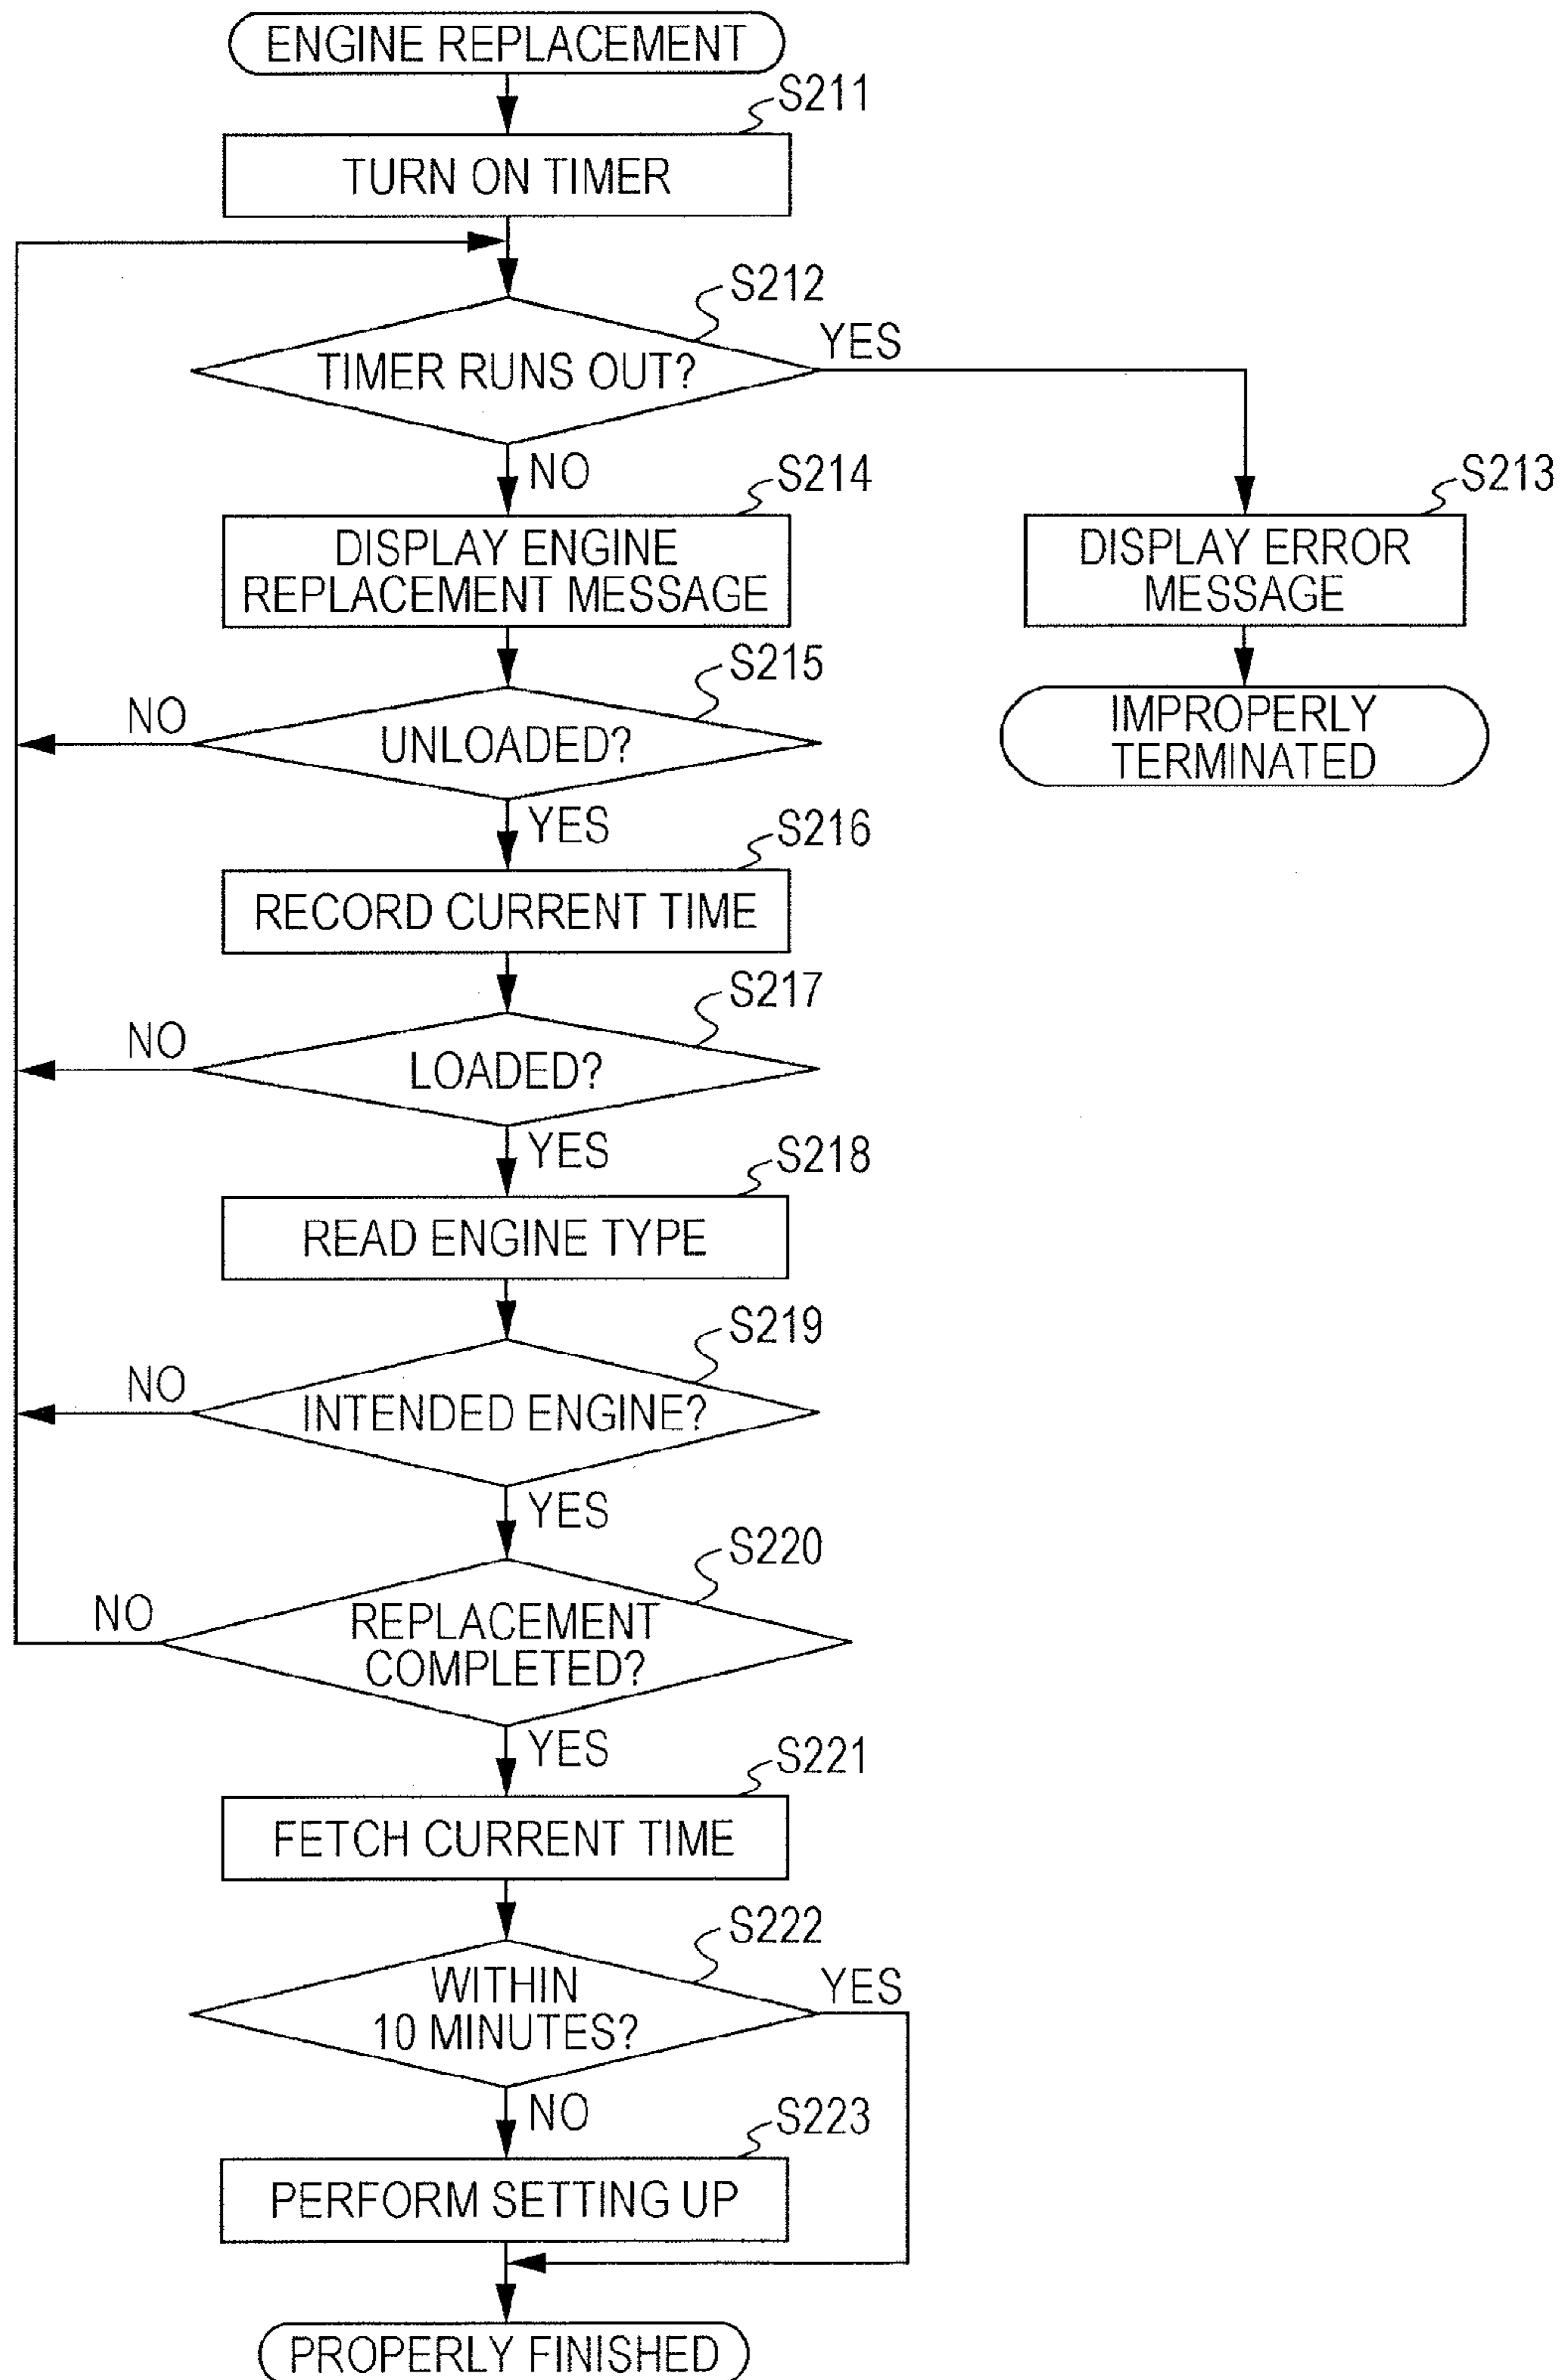 ENGINE REPLACEMENT
S211
TURN ON TIMER
S212
TIMER RUNS OUT?
YES
NO
S214
DISPLAY ENGINE
REPLACEMENT MESSAGE
S213
DISPLAY ERROR
MESSAGE
IMPROPERLY
TERMINATED
S215
NO
UNLOADED?
YES
S216
RECORD CURRENT TIME
S217
NO
LOADED?
YES
S218
READ ENGINE TYPE
S219
NO
INTENDED ENGINE?
YES
S220
NO
REPLACEMENT
COMPLETED?
YES
S221
FETCH CURRENT TIME
S222
YES
WITHIN
10 MINUTES?
NO
S223
PERFORM SETTING UP
PROPERLY FINISHED